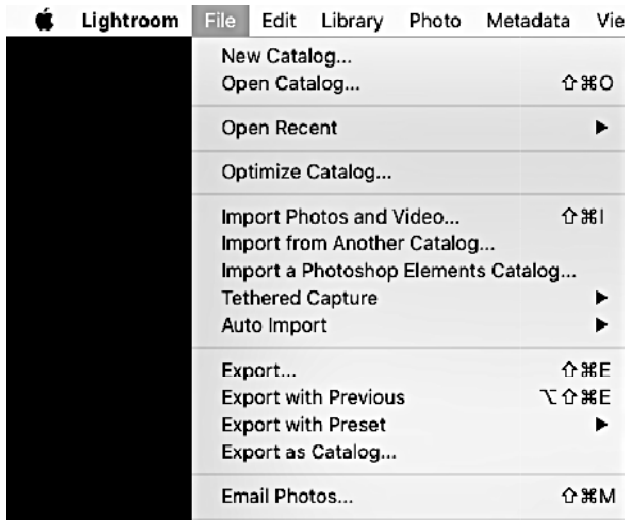 Lightroom File Edit Library Photo Metadata Vie
New Catalog...
Open Catalog... ⇧⌘O
Open Recent ▶
Optimize Catalog...
Import Photos and Video... ⇧⌘I
Import from Another Catalog...
Import a Photoshop Elements Catalog...
Tethered Capture ▶
Auto Import ▶
Export... ⇧⌘E
Export with Previous ⌥⇧⌘E
Export with Preset ▶
Export as Catalog...
Email Photos... ⇧⌘M